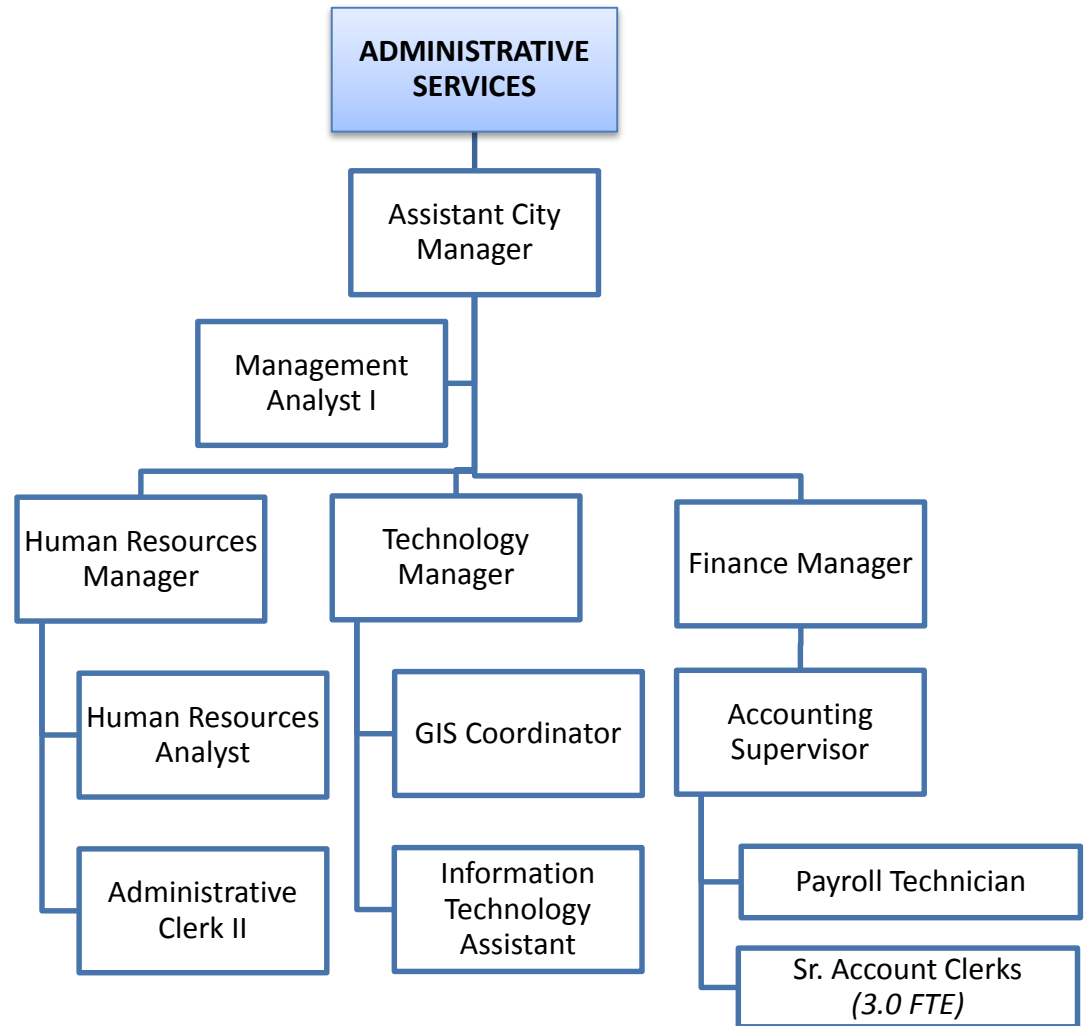 ADMINISTRATIVE
SERVICES
Assistant City
Manager
Management
Analyst I
Human Resources
Manager
Technology
Manager
Finance Manager
Human Resources
Analyst
GIS Coordinator
Accounting
Supervisor
Administrative
Clerk II
Information
Technology
Assistant
Payroll Technician
Sr. Account Clerks
(3.0 FTE)